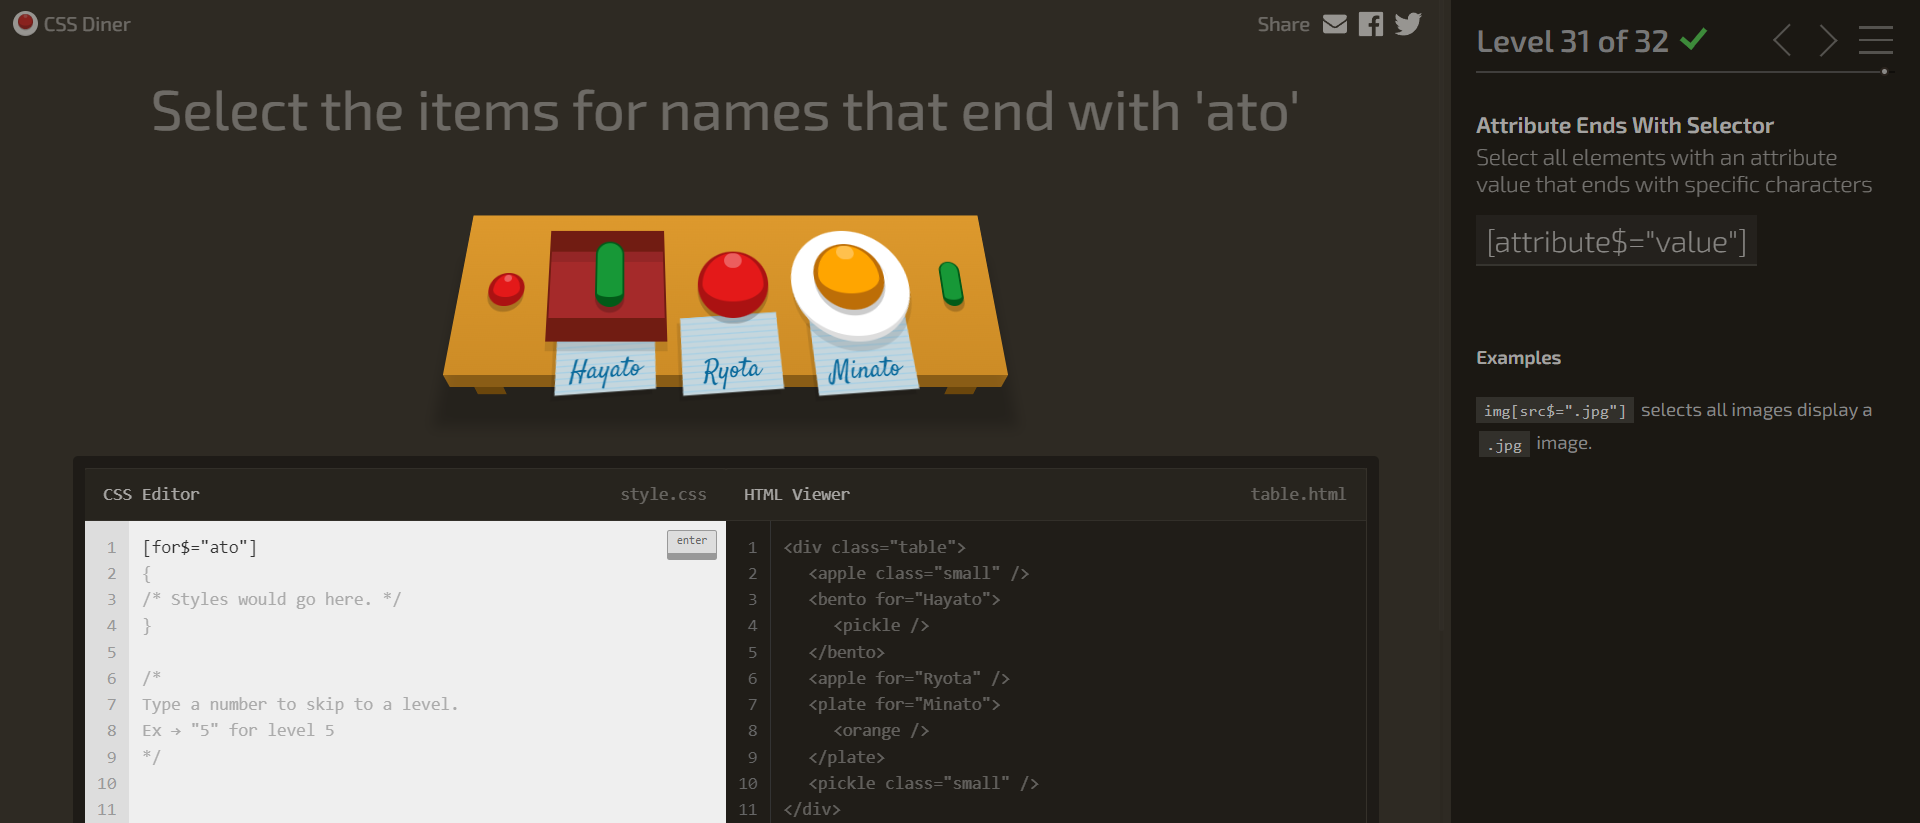 CSS Diner
Share
Select the items for names that end with 'ato'
Hayato
Ryota
Minato
CSS Editor
style.css
1 [for$="ato"]
enter
2 {
3 /* Styles would go here. */
4 }
5
6 /*
7 Type a number to skip to a level.
8 Ex → "5" for level 5
9 */
10
11
HTML Viewer
table.html
1 <div class="table">
2 <apple class="small" />
3 <bento for="Hayato">
4 <pickle />
5 </bento>
6 <apple for="Ryota" />
7 <plate for="Minato">
8 <orange />
9 </plate>
10 <pickle class="small" />
11 </div>
Level 31 of 32
Attribute Ends With Selector
Select all elements with an attribute
value that ends with specific characters
[attribute$="value"]
Examples
img[src$=".jpg"] selects all images display a
.jpg image.